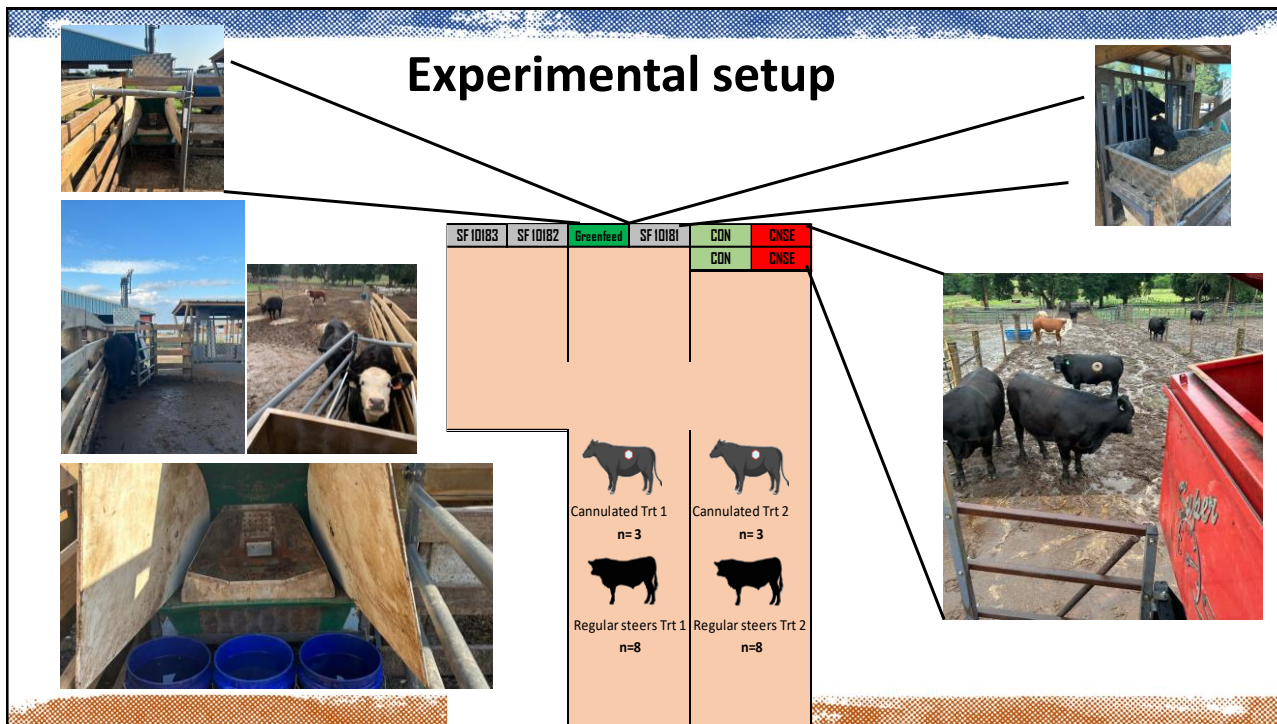 Experimental setup
SF 10183 SF 10182 Greenfeed SF 10181 CON CNSE
CON CNSE
Cannulated Trt 1 Cannulated Trt 2
n= 3 n= 3
Regular steers Trt 1 Regular steers Trt 2
n=8 n=8